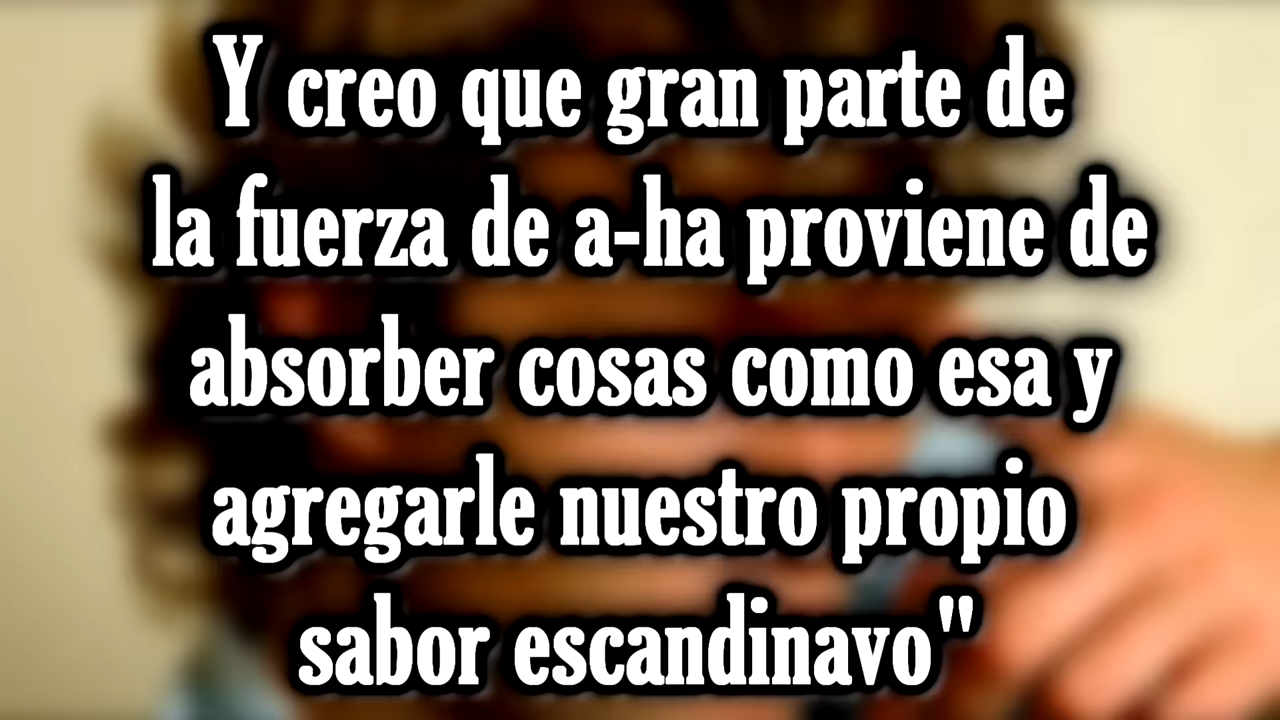 Y creo que gran parte de
la fuerza de a-ha proviene de
absorber cosas como esa y
agregarle nuestro propio
sabor escandinavo"